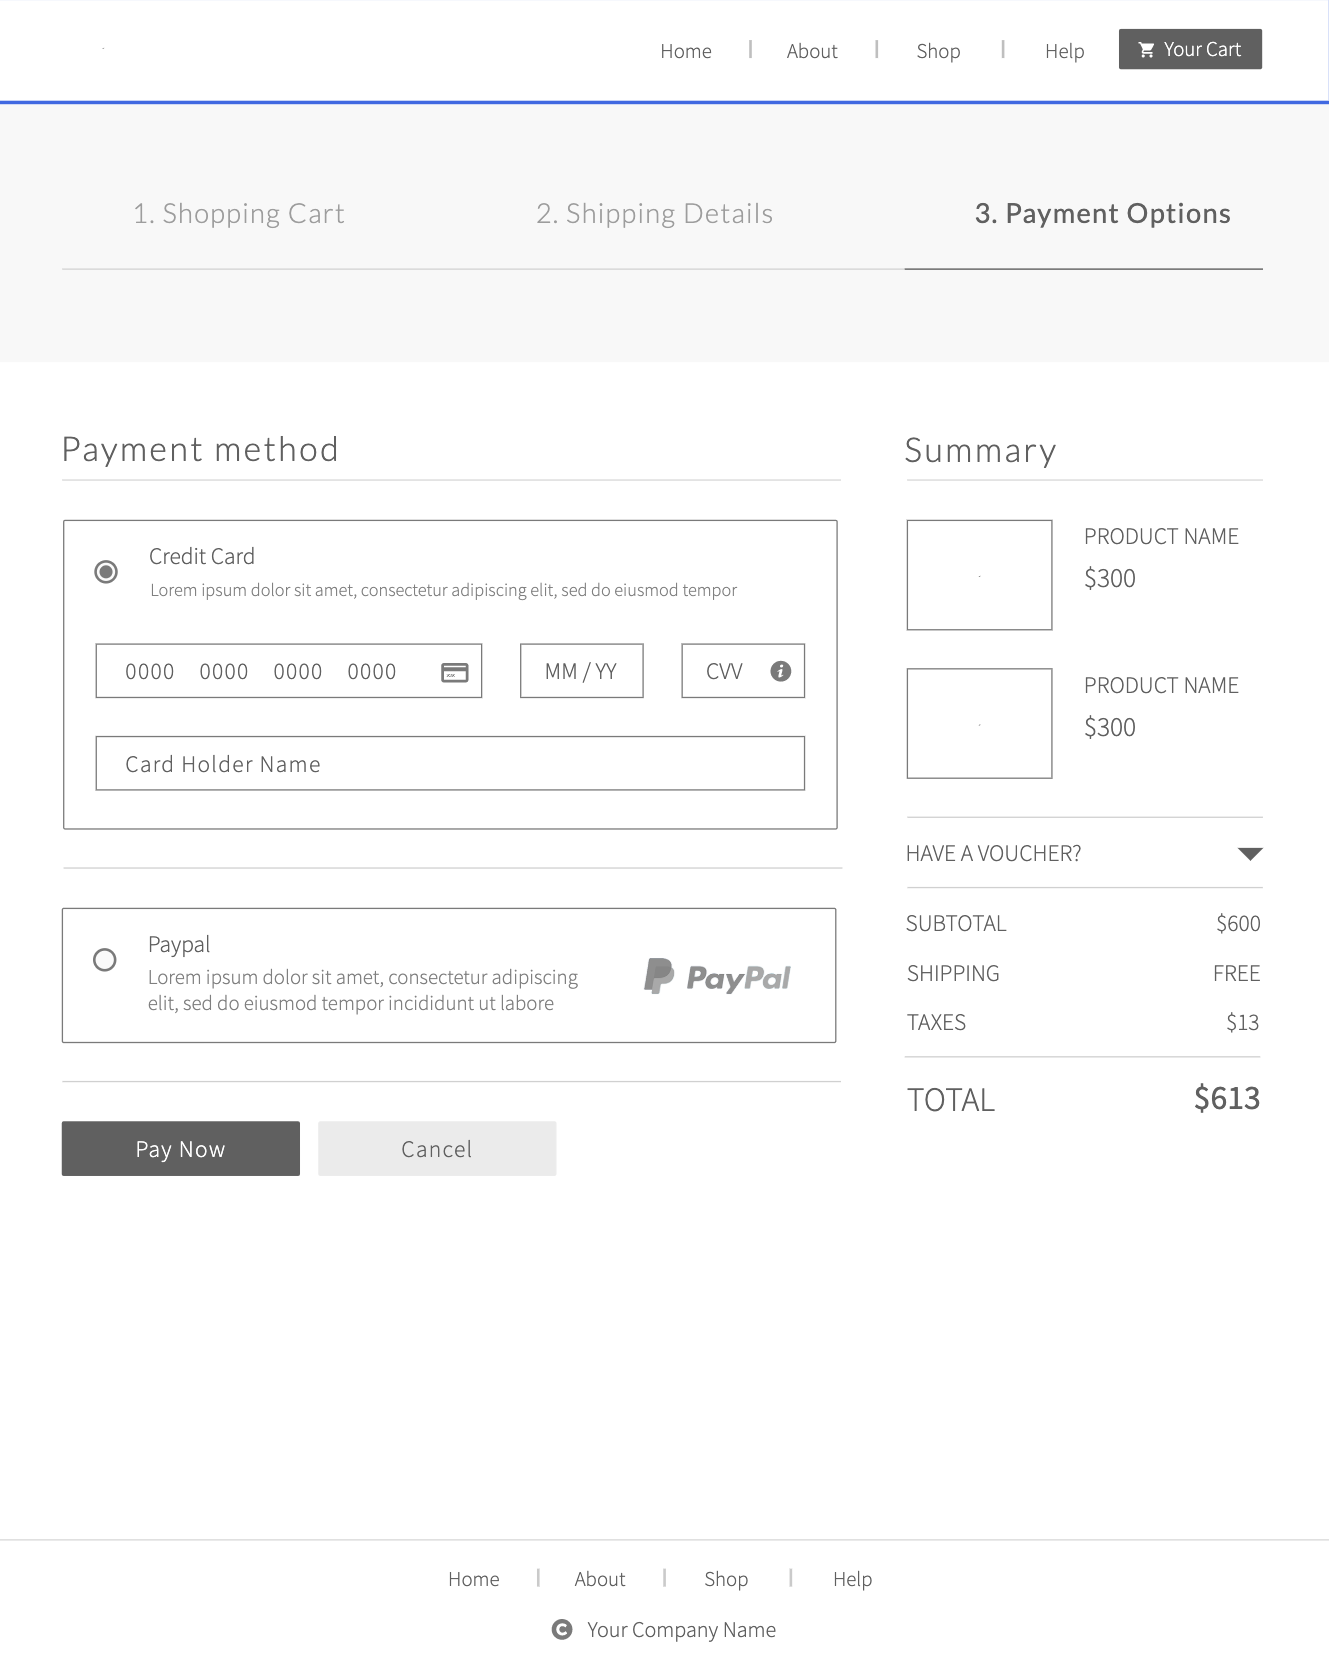 Home | About | Shop | Help Your Cart
1. Shopping Cart
2. Shipping Details
3. Payment Options
Payment method
Credit Card
Lorem ipsum dolor sit amet, consectetur adipiscing elit, sed do eiusmod tempor
0000 0000 0000 0000
MM / YY
CVV
Card Holder Name
Paypal
Lorem ipsum dolor sit amet, consectetur adipiscing
elit, sed do eiusmod tempor incididunt ut labore
PayPal
Pay Now
Cancel
Summary
PRODUCT NAME
$300
PRODUCT NAME
$300
HAVE A VOUCHER?
SUBTOTAL $600
SHIPPING FREE
TAXES $13
TOTAL $613
Home | About | Shop | Help
© Your Company Name